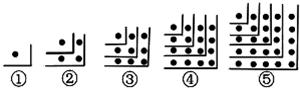 ① ② ③ ④ ⑤